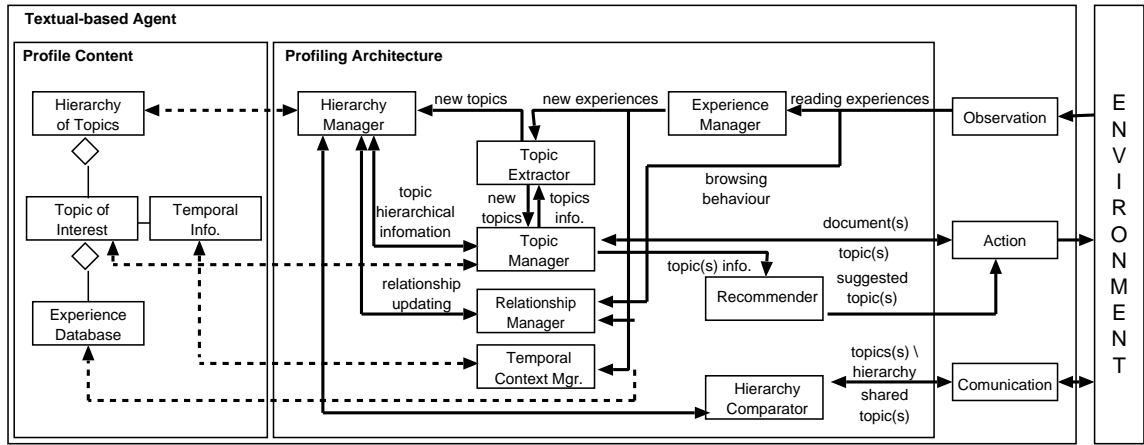 Textual-based Agent
Profile Content
Profiling Architecture
Hierarchy
of Topics
Topic of
Interest
Temporal
Info.
Experience
Database
Hierarchy
Manager
new topics
new experiences
Experience
Manager
reading experiences
Observation
Topic
Extractor
browsing
behaviour
new
topics
topics
info.
topic
hierarchical
infomation
Topic
Manager
document(s)
topic(s)
Action
topic(s) info.
Recommender
suggested
topic(s)
relationship
updating
Relationship
Manager
Temporal
Context Mgr.
Hierarchy
Comparator
topics(s) \
hierarchy
shared
topic(s)
Comunication
E
N
V
I
R
O
N
M
E
N
T